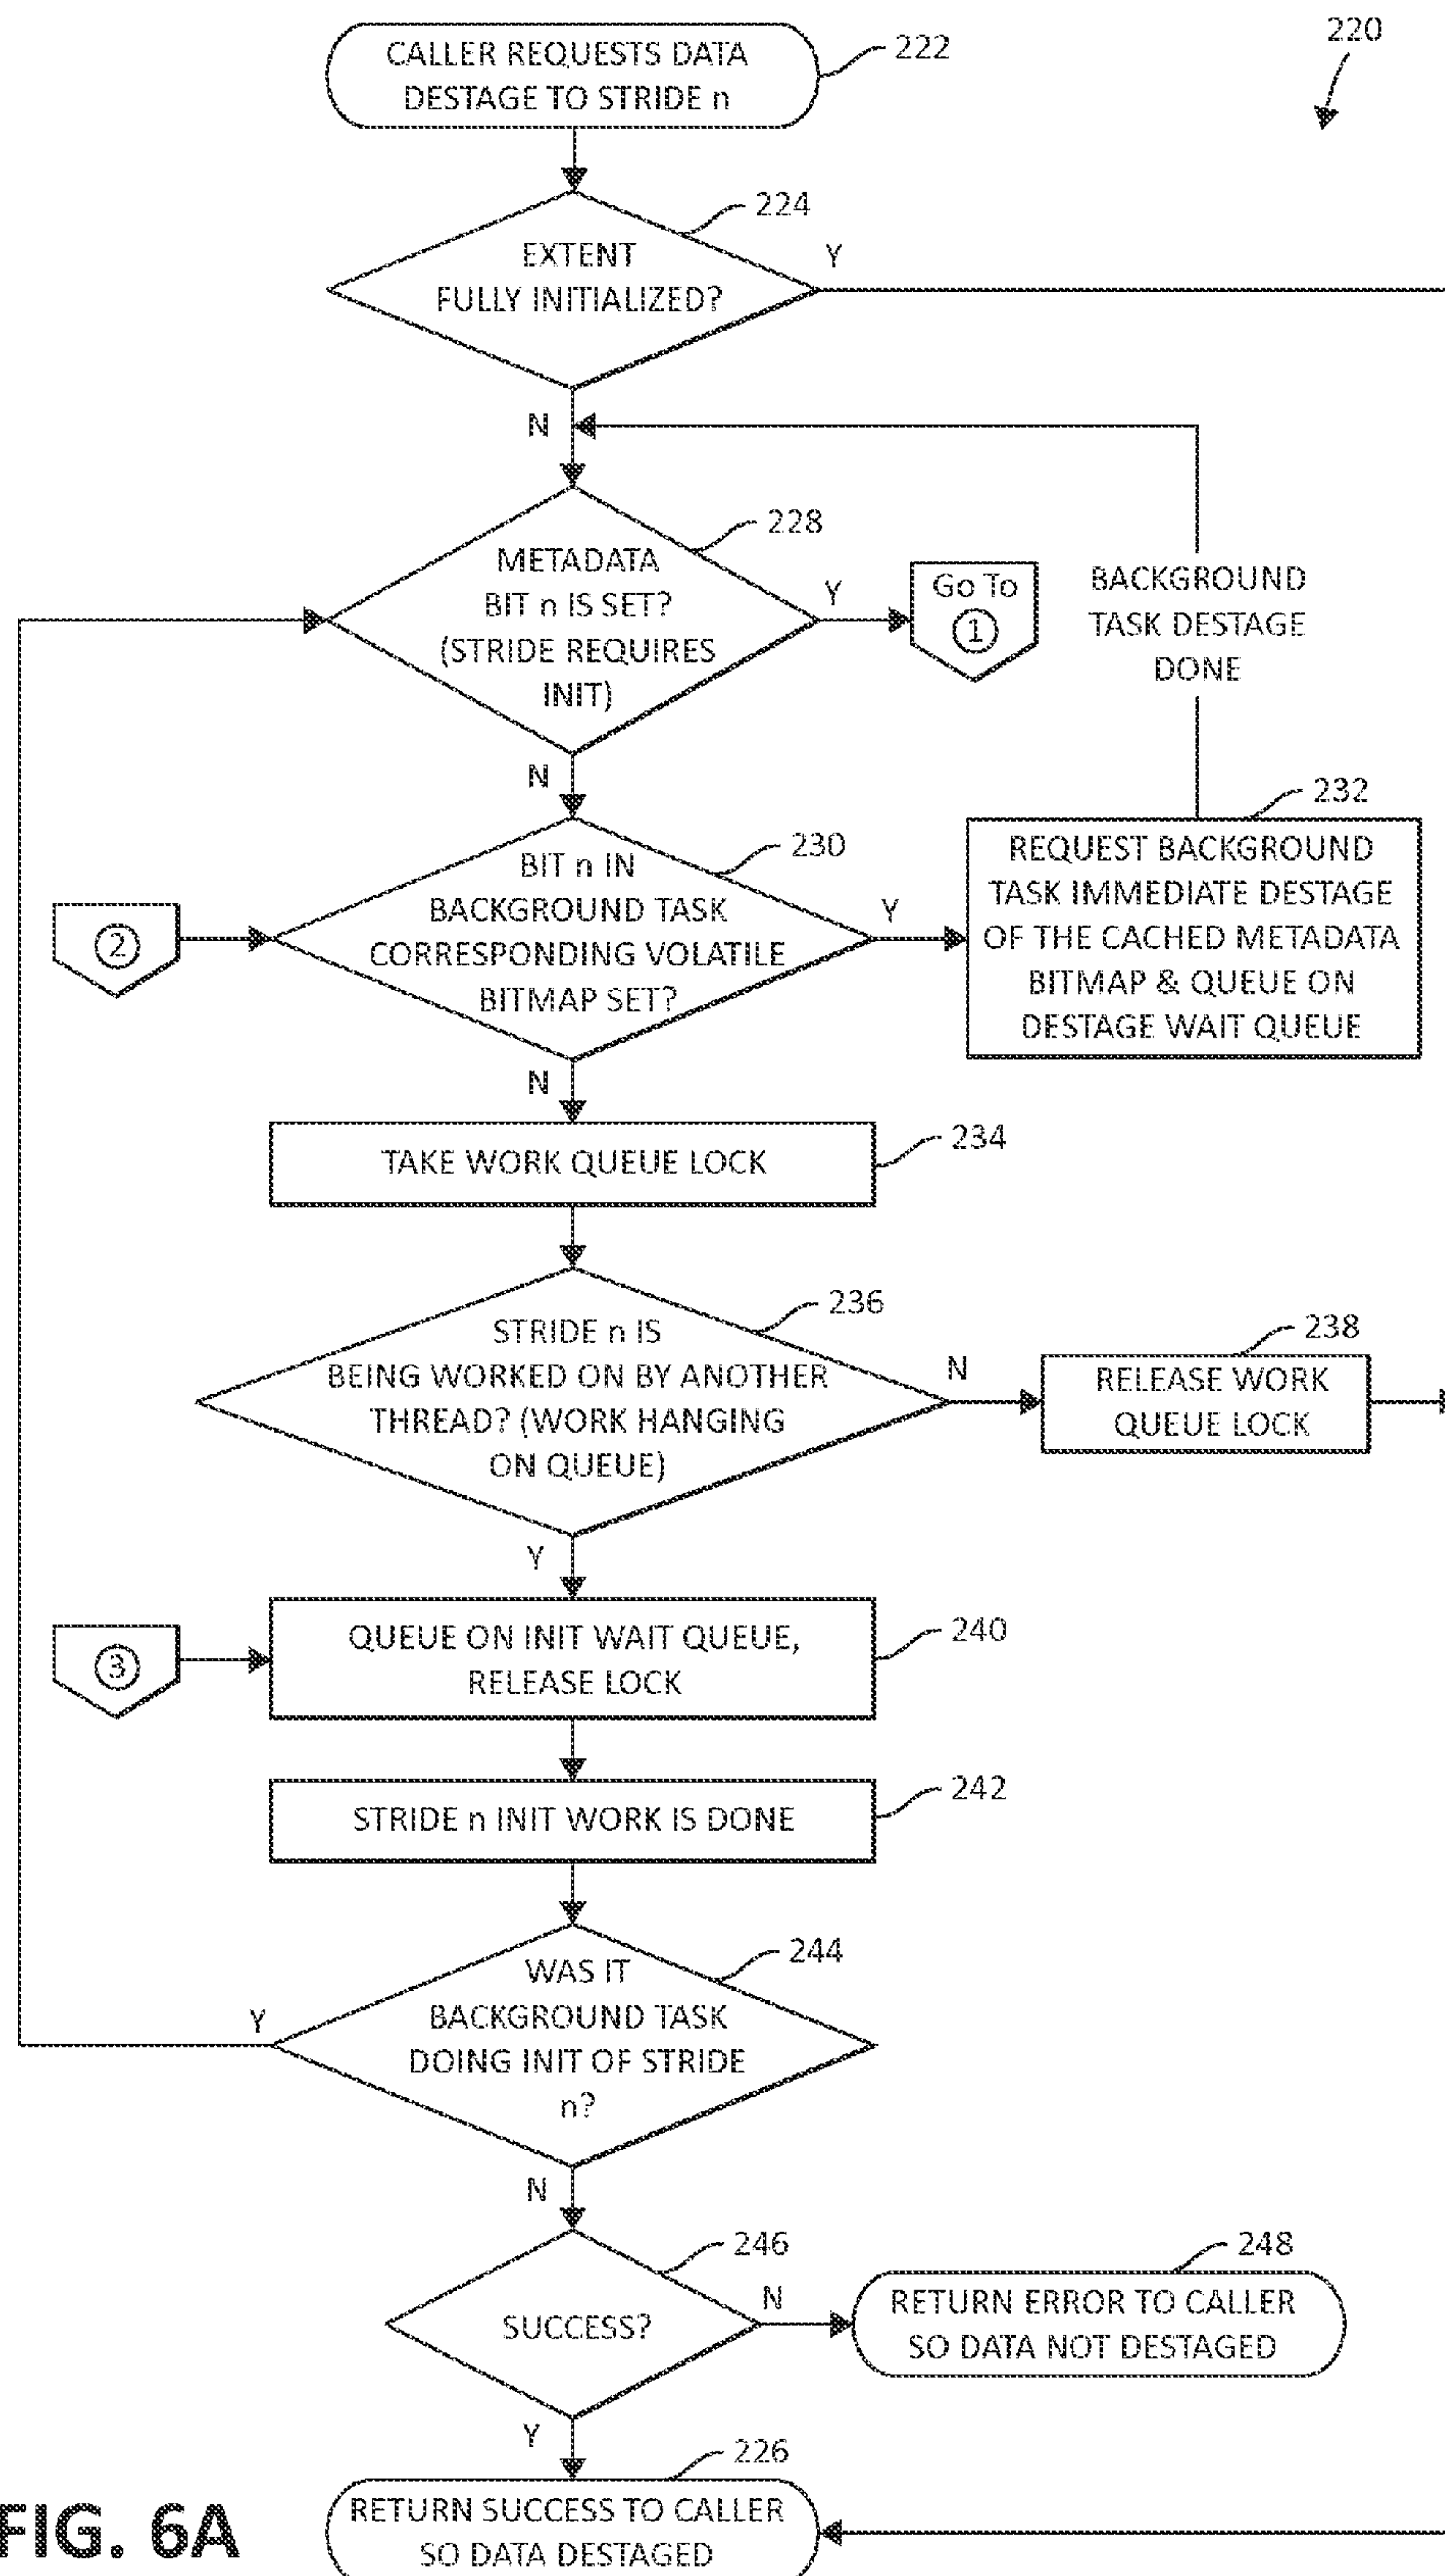 220
CALLER REQUESTS DATA
DESTAGE TO STRIDE n
222
EXTENT
FULLY INITIALIZED?
224
Y
N
METADATA
BIT n IS SET?
(STRIDE REQUIRES
INIT)
228
Y
Go To
1
BACKGROUND
TASK DESTAGE
DONE
N
2
BIT n IN
BACKGROUND TASK
CORRESPONDING VOLATILE
BITMAP SET?
230
Y
232
REQUEST BACKGROUND
TASK IMMEDIATE DESTAGE
OF THE CACHED METADATA
BITMAP & QUEUE ON
DESTAGE WAIT QUEUE
N
TAKE WORK QUEUE LOCK
234
STRIDE n IS
BEING WORKED ON BY ANOTHER
THREAD? (WORK HANGING
ON QUEUE)
236
N
238
RELEASE WORK
QUEUE LOCK
Y
3
QUEUE ON INIT WAIT QUEUE,
RELEASE LOCK
240
STRIDE n INIT WORK IS DONE
242
WAS IT
BACKGROUND TASK
DOING INIT OF STRIDE
n?
244
Y
N
SUCCESS?
246
N
248
RETURN ERROR TO CALLER
SO DATA NOT DESTAGED
Y
226
RETURN SUCCESS TO CALLER
SO DATA DESTAGED
FIG. 6A